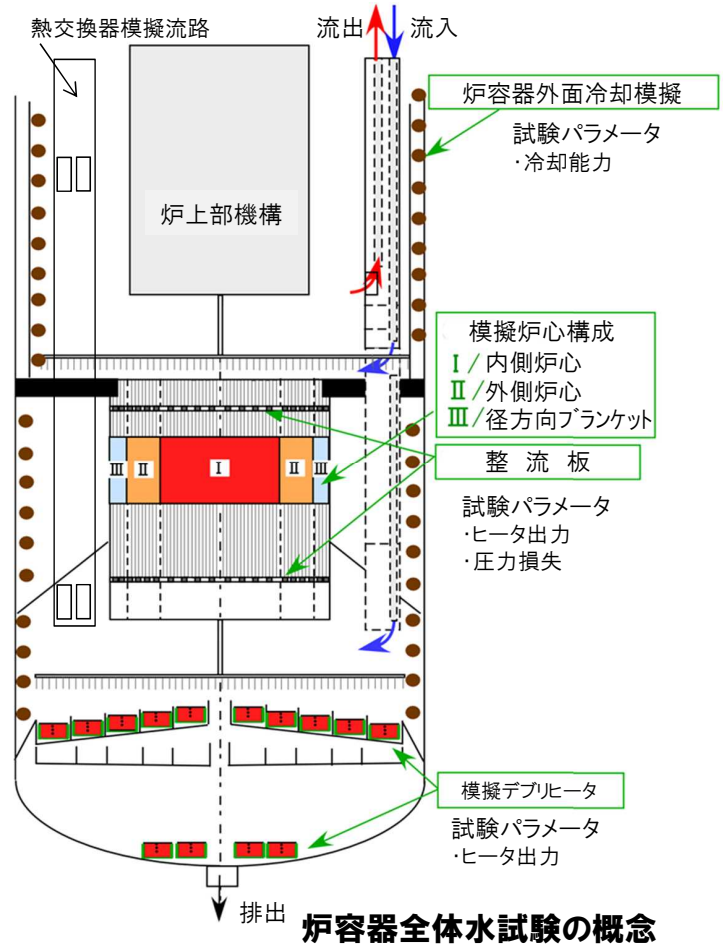 熱交換器模擬流路
流出
流入
炉容器外面冷却模擬
試験パラメータ
・冷却能力
炉上部機構
模擬炉心構成
Ⅰ/内側炉心
Ⅱ/外側炉心
Ⅲ/径方向ブランケット
Ⅲ Ⅱ Ⅰ Ⅱ Ⅲ
整 流 板
試験パラメータ
・ヒータ出力
・圧力損失
模擬デブリヒータ
試験パラメータ
・ヒータ出力
排出
炉容器全体水試験の概念